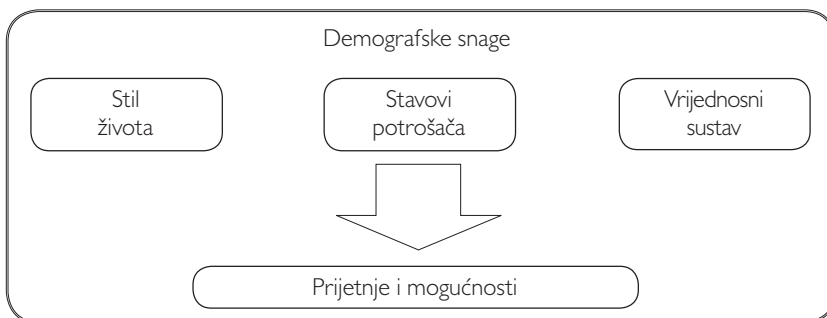 Demografske snage
Stil
života
Stavovi
potrošača
Vrijednosni
sustav
Prijetnje i mogućnosti